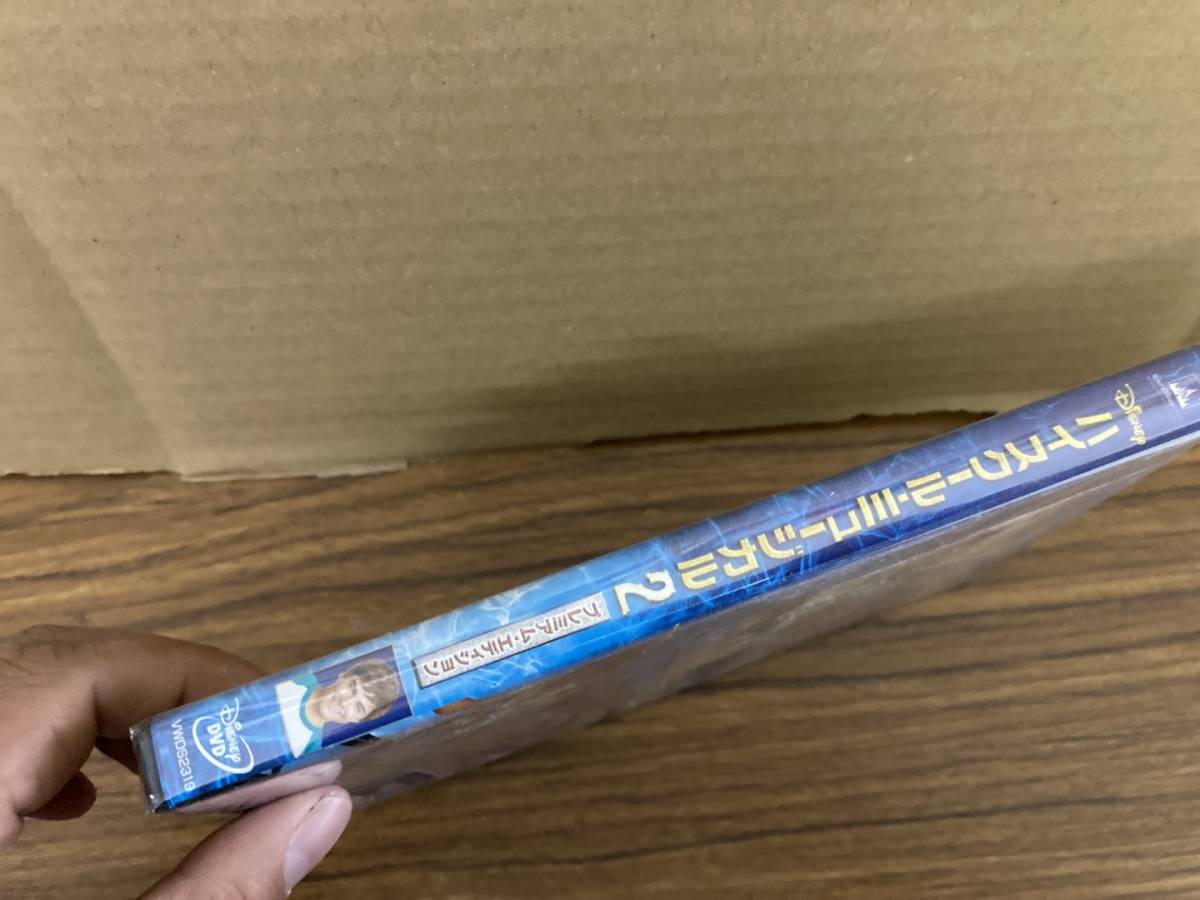 Disney
ハイスクール・ミュージカル2
プレミアム・エディション
Disney
DVD
VWDS2319